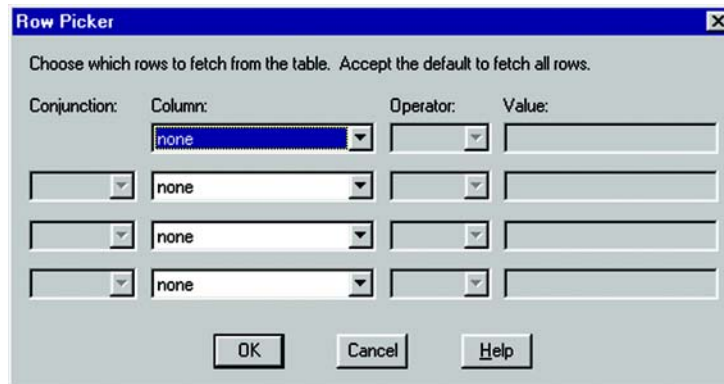 Row Picker
Choose which rows to fetch from the table. Accept the default to fetch all rows.
Conjunction: Column: Operator: Value:
none
none
none
none
OK Cancel Help